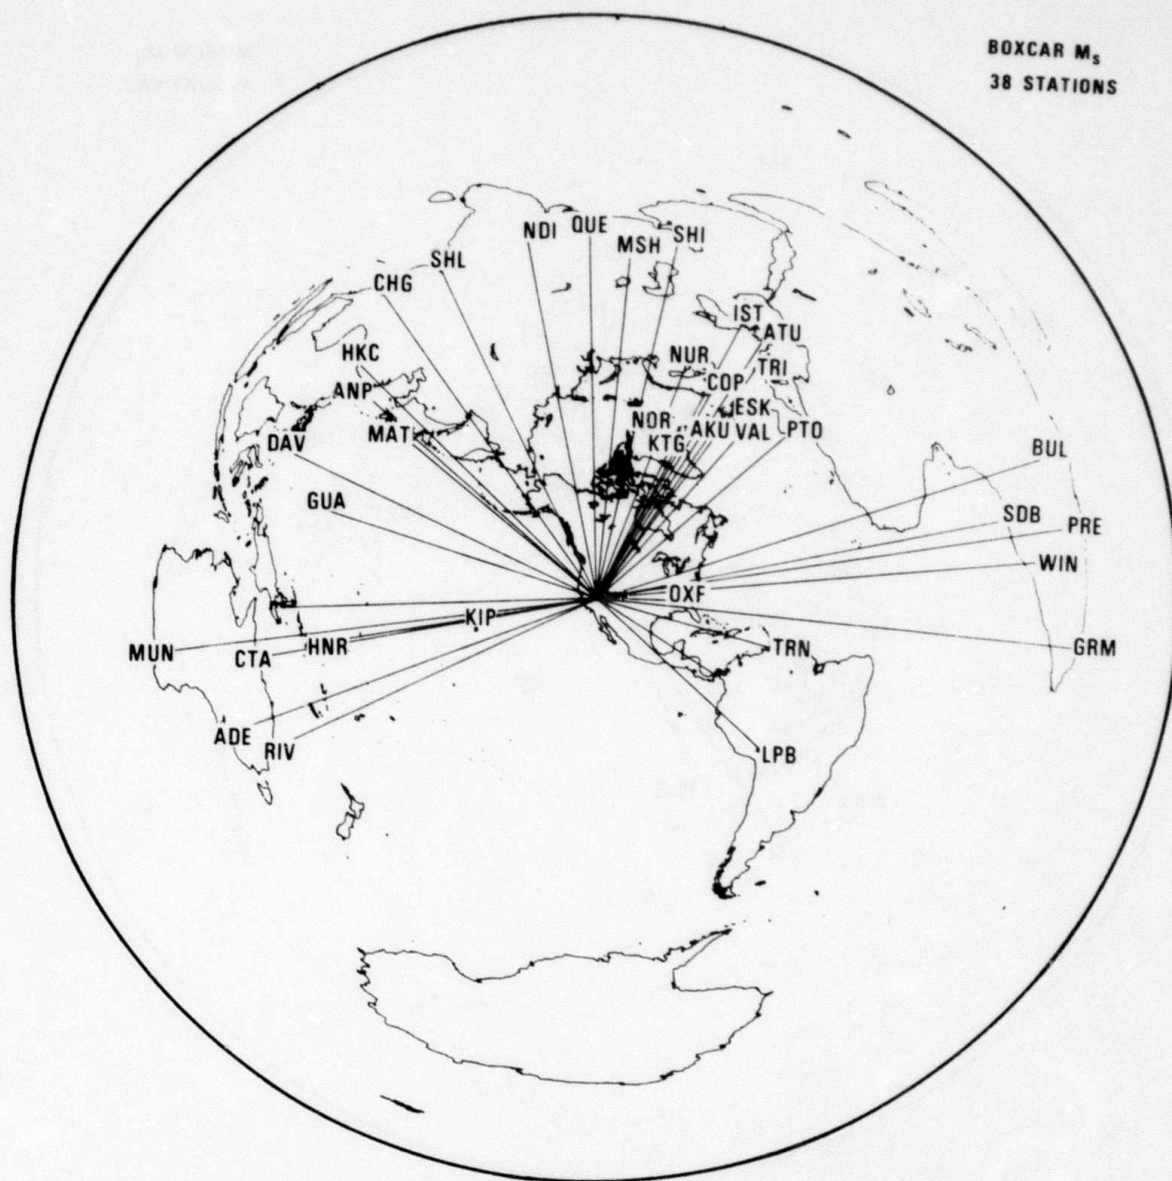 BOXCAR Ms
38 STATIONS
NDI
QUE
MSH
SHI
SHL
CHG
IST
ATU
HKC
NUR
TRI
ANP
COP
ESK
NOR
AKU
VAL
PTO
MAT
KTG
DAV
BUL
GUA
SDB
PRE
WIN
OXF
KIP
MUN
CTA
HNR
TRN
GRM
ADE
RIV
LPB